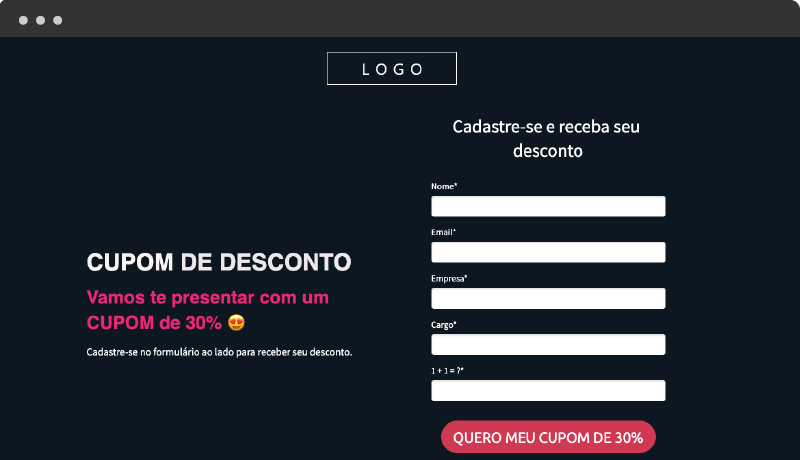 LOGO
CUPOM DE DESCONTO
Vamos te presentar com um
CUPOM de 30% 😍
Cadastre-se no formulário ao lado para receber seu desconto.
Cadastre-se e receba seu
desconto
Nome*
Email*
Empresa*
Cargo*
1 + 1 = ?*
QUERO MEU CUPOM DE 30%